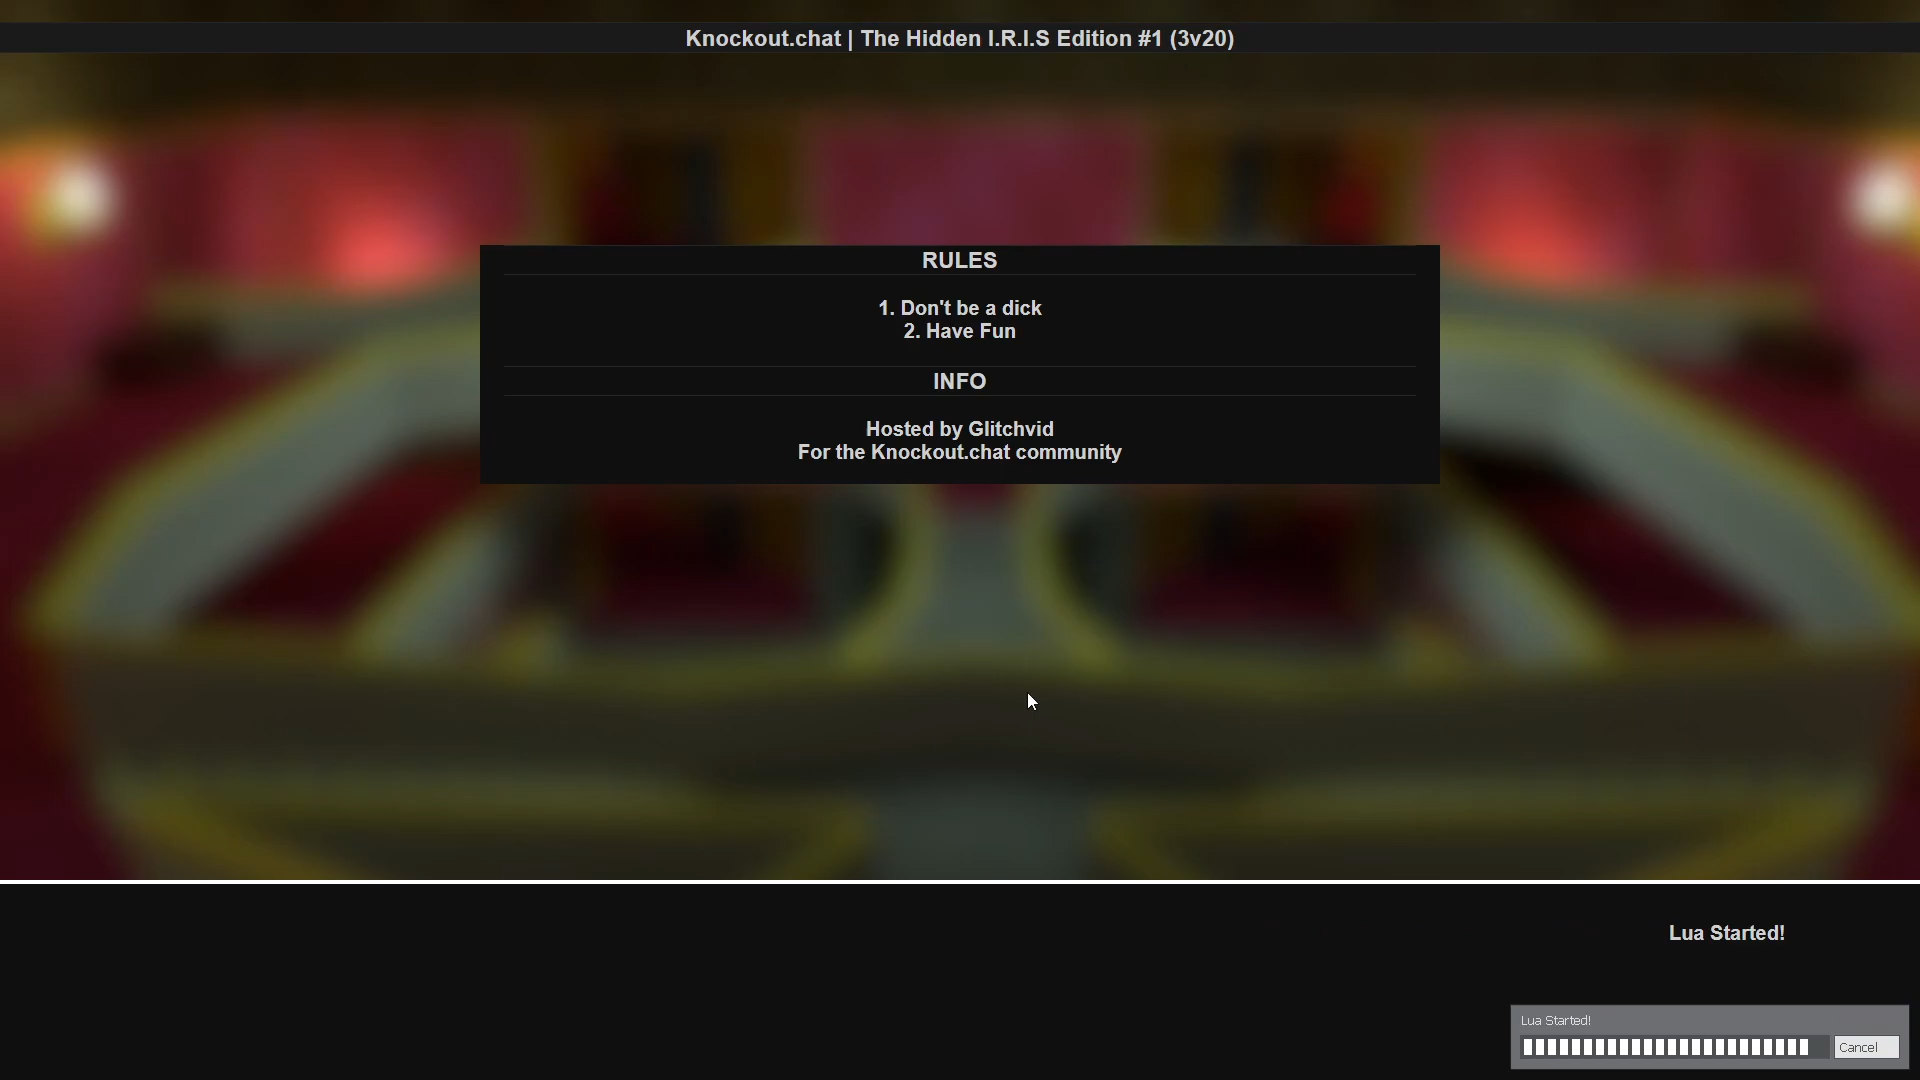 Knockout.chat | The Hidden I.R.I.S Edition #1 (3v20)
RULES
1. Don't be a dick
2. Have Fun
INFO
Hosted by Glitchvid
For the Knockout.chat community
Lua Started!
Lua Started!
Cancel